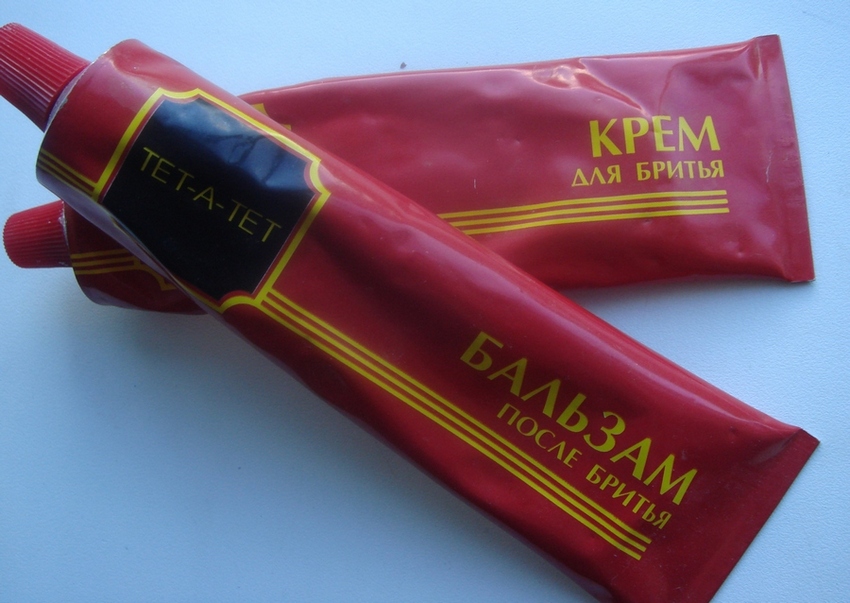 КРЕМ
ДЛЯ БРИТЬЯ
ТЕТ-А-ТЕТ
БАЛЬЗАМ
ПОСЛЕ БРИТЬЯ